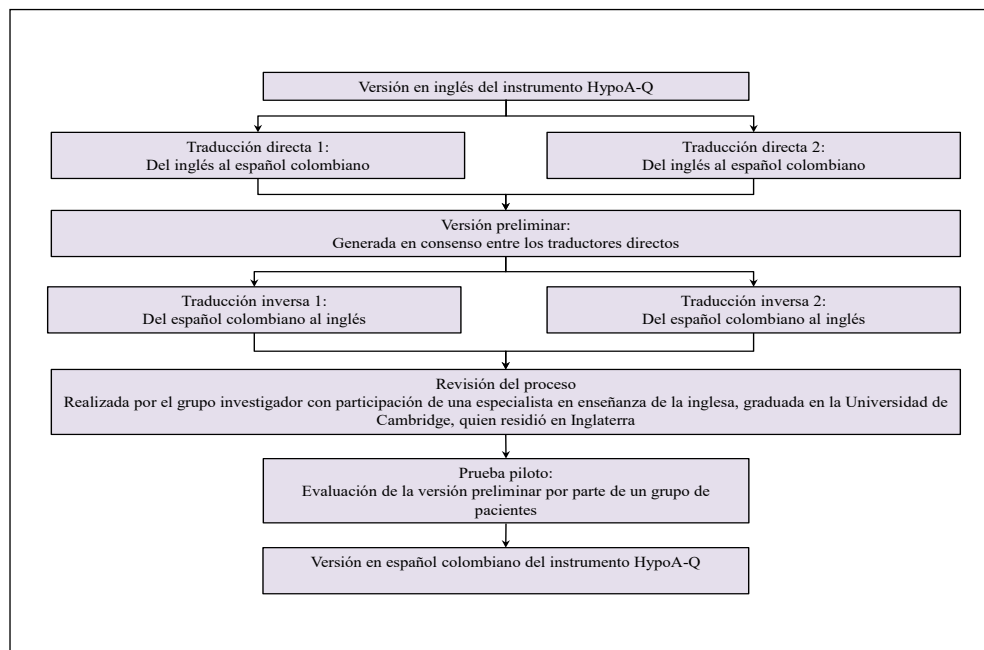 Versión en inglés del instrumento HypoA-Q
Traducción directa 1:
Del inglés al español colombiano
Traducción directa 2:
Del inglés al español colombiano
Versión preliminar:
Generada en consenso entre los traductores directos
Traducción inversa 1:
Del español colombiano al inglés
Traducción inversa 2:
Del español colombiano al inglés
Revisión del proceso
Realizada por el grupo investigador con participación de una especialista en enseñanza de la inglesa, graduada en la Universidad de
Cambridge, quien residió en Inglaterra
Prueba piloto:
Evaluación de la versión preliminar por parte de un grupo de
pacientes
Versión en español colombiano del instrumento HypoA-Q